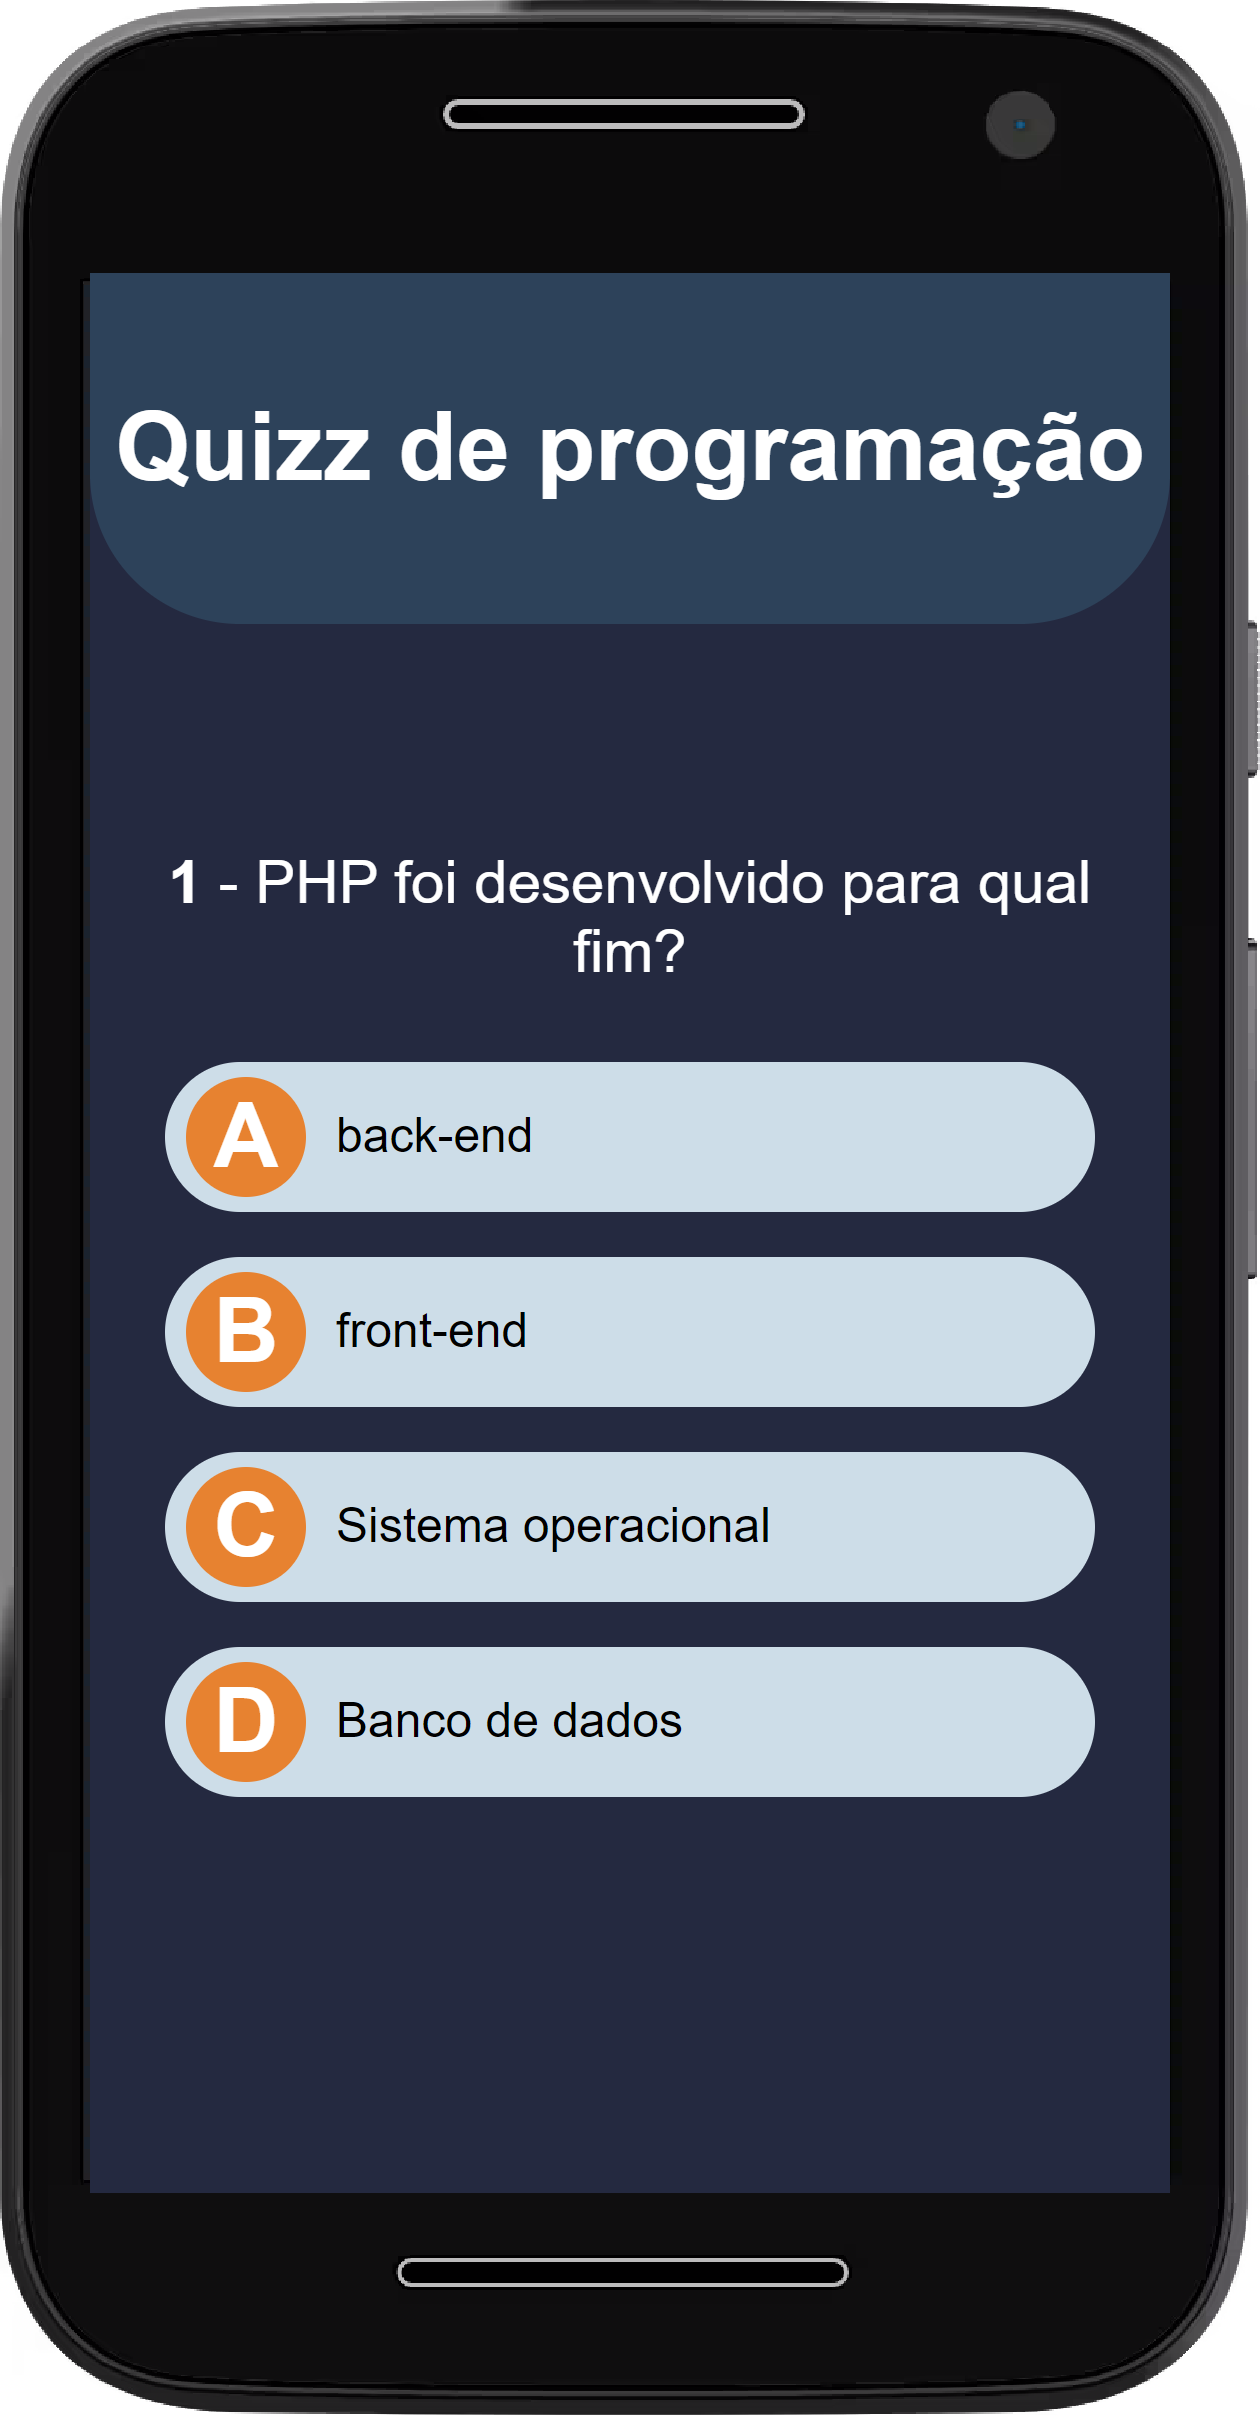 Quizz de programação
1 - PHP foi desenvolvido para qual
fim?
A back-end
B front-end
C Sistema operacional
D Banco de dados